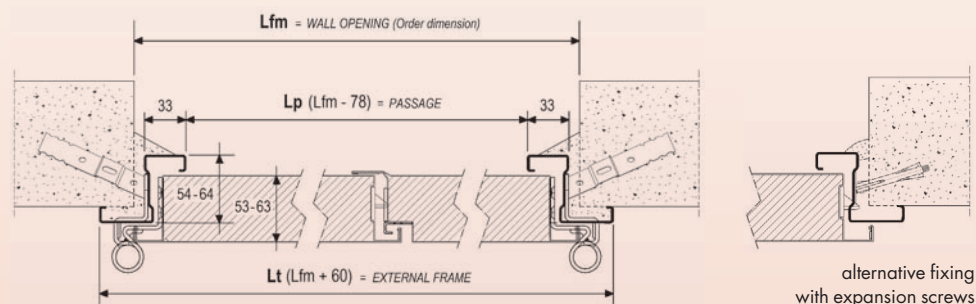 Lfm = WALL OPENING (Order dimension)
33
Lp (Lfm - 78) = PASSAGE
33
54-64
53-63
Lt (Lfm + 60) = EXTERNAL FRAME
alternative fixing
with expansion screws